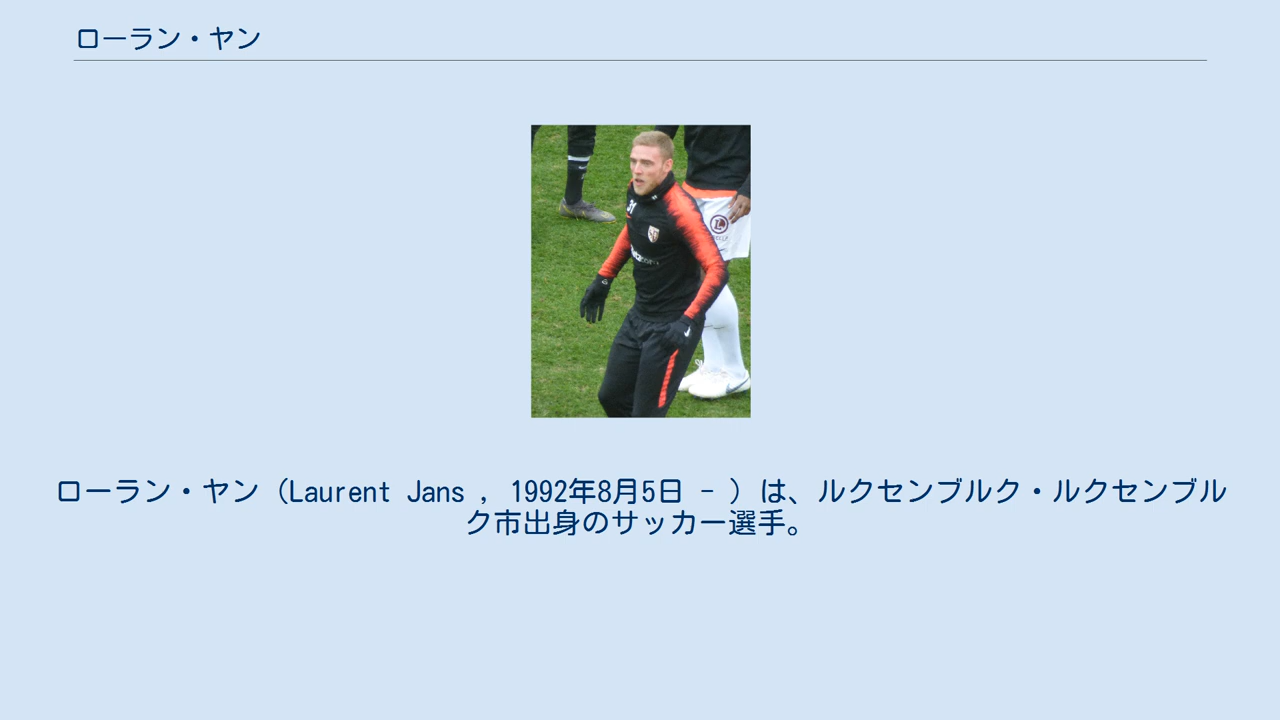 ローラン・ヤン
31
L
ローラン・ヤン（Laurent Jans , 1992年8月5日 - ）は、ルクセンブルク・ルクセンブル
ク市出身のサッカー選手。